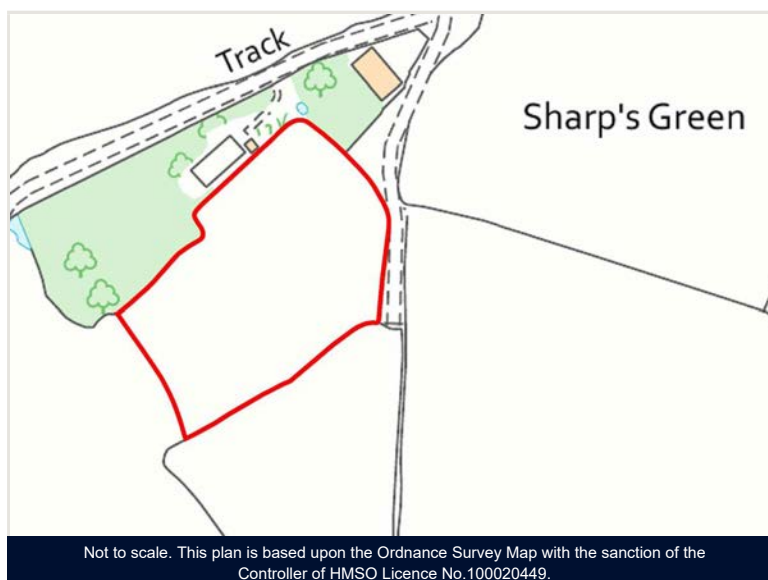 Track
Sharp's Green
Not to scale. This plan is based upon the Ordnance Survey Map with the sanction of the
Controller of HMSO Licence No.100020449.